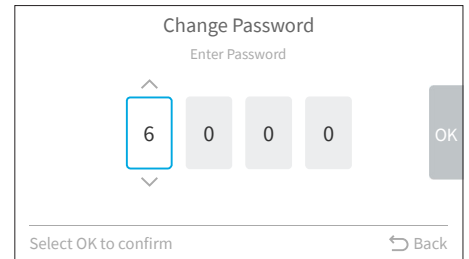 Change Password
Enter Password
6 0 0 0
OK
Select OK to confirm
Back